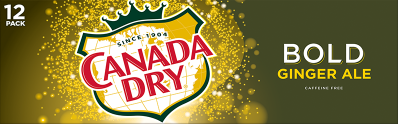 12
PACK
SINCE 1904
CANADA
DRY
BOLD
GINGER ALE
CAFFEINE FREE